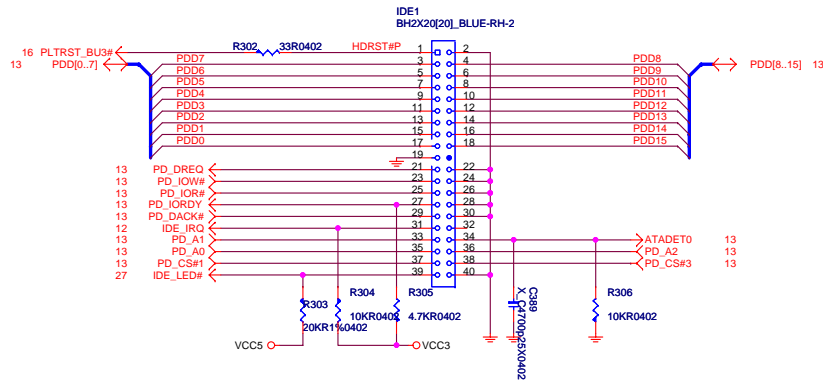 IDE1
BH2X20[20]_BLUE-RH-2
16 PLTRST_BU3# R302 33R0402 HDRST#P 1 2
13 PDD[0..7] PDD7 3 4 PDD8 PDD[8..15] 13
PDD6 5 6 PDD9
PDD5 7 8 PDD10
PDD4 9 10 PDD11
PDD3 11 12 PDD12
PDD2 13 14 PDD13
PDD1 15 16 PDD14
PDD0 17 18 PDD15
19
13 PD_DREQ 21 22
13 PD_IOW# 23 24
13 PD_IOR# 25 26
13 PD_IORDY 27 28
13 PD_DACK# 29 30
12 IDE_IRQ 31 32
13 PD_A1 33 34 ATADET0 13
13 PD_A0 35 36 PD_A2 13
13 PD_CS#1 37 38 PD_CS#3 13
27 IDE_LED# 39 40
R303 R304 R305 C389 R306
20KR1%0402 10KR0402 4.7KR0402 X_C4700p25X0402 10KR0402
VCC5 VCC3